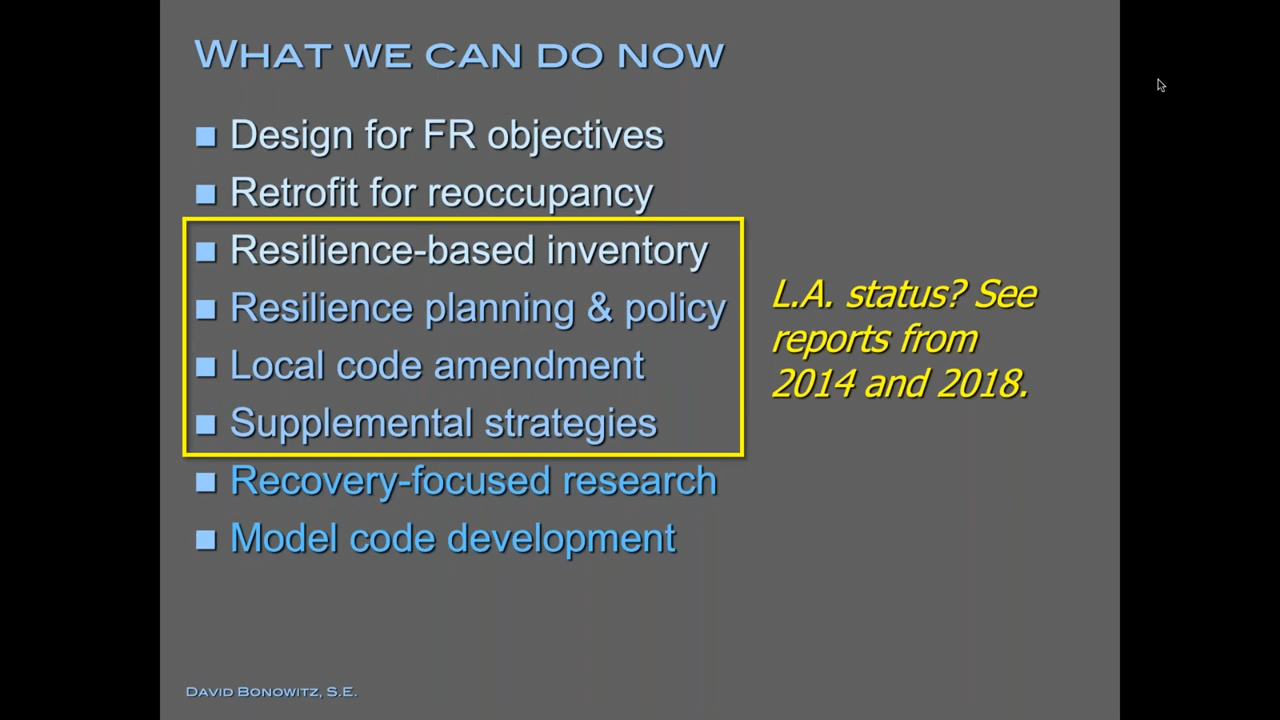 WHAT WE CAN DO NOW
Design for FR objectives
Retrofit for reoccupancy
Resilience-based inventory
Resilience planning & policy
Local code amendment
Supplemental strategies
Recovery-focused research
Model code development
L.A. status? See
reports from
2014 and 2018.
DAVID BONOWITZ, S.E.